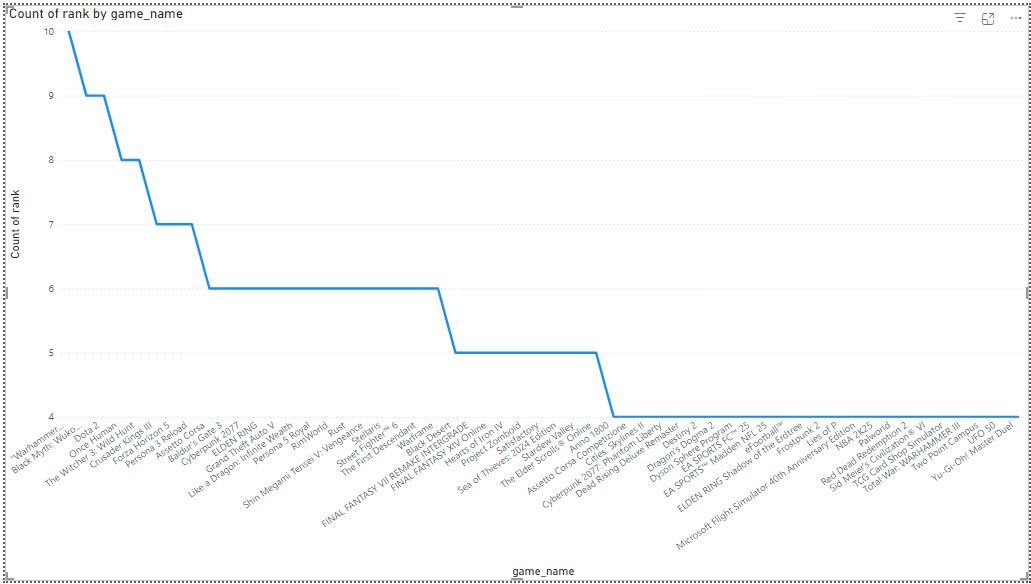 Count of rank by game_name
Count of rank
10
9
8
7
6
5
4
"Warhammer...
Black Myth: Wuko...
Dota 2
Once Human
The Witcher 3: Wild Hunt
Crusader Kings III
Forza Horizon 5
Persona 3 Reload
Assetto Corsa
Baldur's Gate 3
Cyberpunk 2077
ELDEN RING
Grand Theft Auto V
Like a Dragon: Infinite Wealth
Persona 5 Royal
RimWorld
Rust
Shin Megami Tensei V: Vengeance
Stellaris
Street Fighter™ 6
The First Descendant
Warframe
Black Desert
FINAL FANTASY VII REMAKE INTERGRADE
FINAL FANTASY XIV Online
Hearts of Iron IV
Project Zomboid
Satisfactory
Sea of Thieves: 2024 Edition
Stardew Valley
The Elder Scrolls® Online
Anno 1800
Assetto Corsa Competizione
Cities: Skylines II
Cyberpunk 2077: Phantom Liberty
Dead Rising Deluxe Remaster
Destiny 2
Dragon's Dogma 2
Dyson Sphere Program
EA SPORTS FC™ 25
EA SPORTS™ Madden NFL 25
eFootball™
ELDEN RING Shadow of the Erdtree
Frostpunk 2
Lies of P
Microsoft Flight Simulator 40th Anniversary Edition
NBA 2K25
Palworld
Red Dead Redemption 2
Sid Meier's Civilization® VI
TCG Card Shop Simulator
Total War: WARHAMMER III
Two Point Campus
UFO 50
Yu-Gi-Oh! Master Duel
game_name